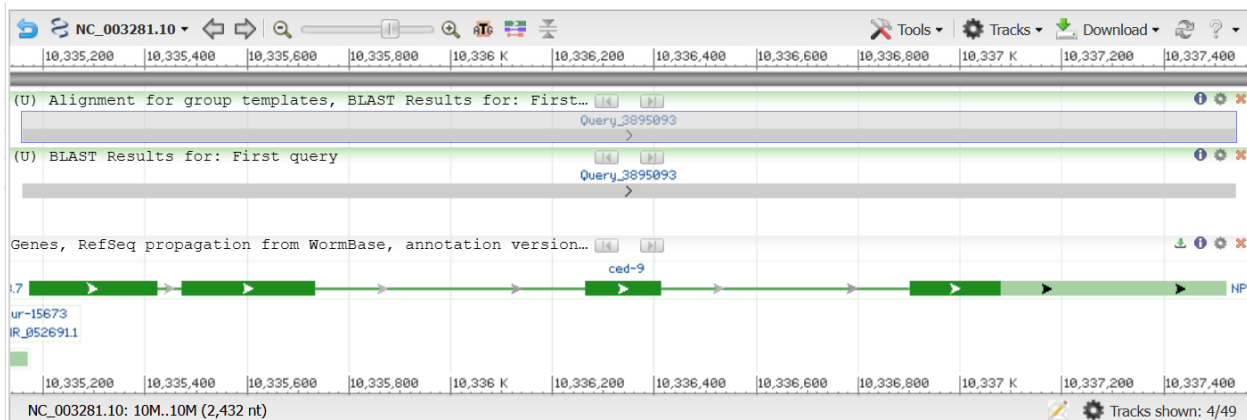 NC_003281.10 ATG Tools Tracks Download ?
10,335,200 10,335,400 10,335,600 10,335,800 10,336 K 10,336,200 10,336,400 10,336,600 10,336,800 10,337 K 10,337,200 10,337,400
(U) Alignment for group templates, BLAST Results for: First…
Query_3895093
(U) BLAST Results for: First query
Query_3895093
Genes, RefSeq propagation from WormBase, annotation version…
ced-9
3.7 NP
ur-15673
NR_052691.1
10,335,200 10,335,400 10,335,600 10,335,800 10,336 K 10,336,200 10,336,400 10,336,600 10,336,800 10,337 K 10,337,200 10,337,400
NC_003281.10: 10M..10M (2,432 nt) Tracks shown: 4/49